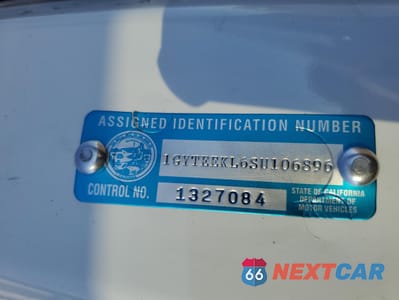 ASSIGNED IDENTIFICATION NUMBER
1GYTEEKL6SU106896
CONTROL NO. 1327084
STATE OF CALIFORNIA
DEPARTMENT OF
MOTOR VEHICLES
66 NEXTCAR